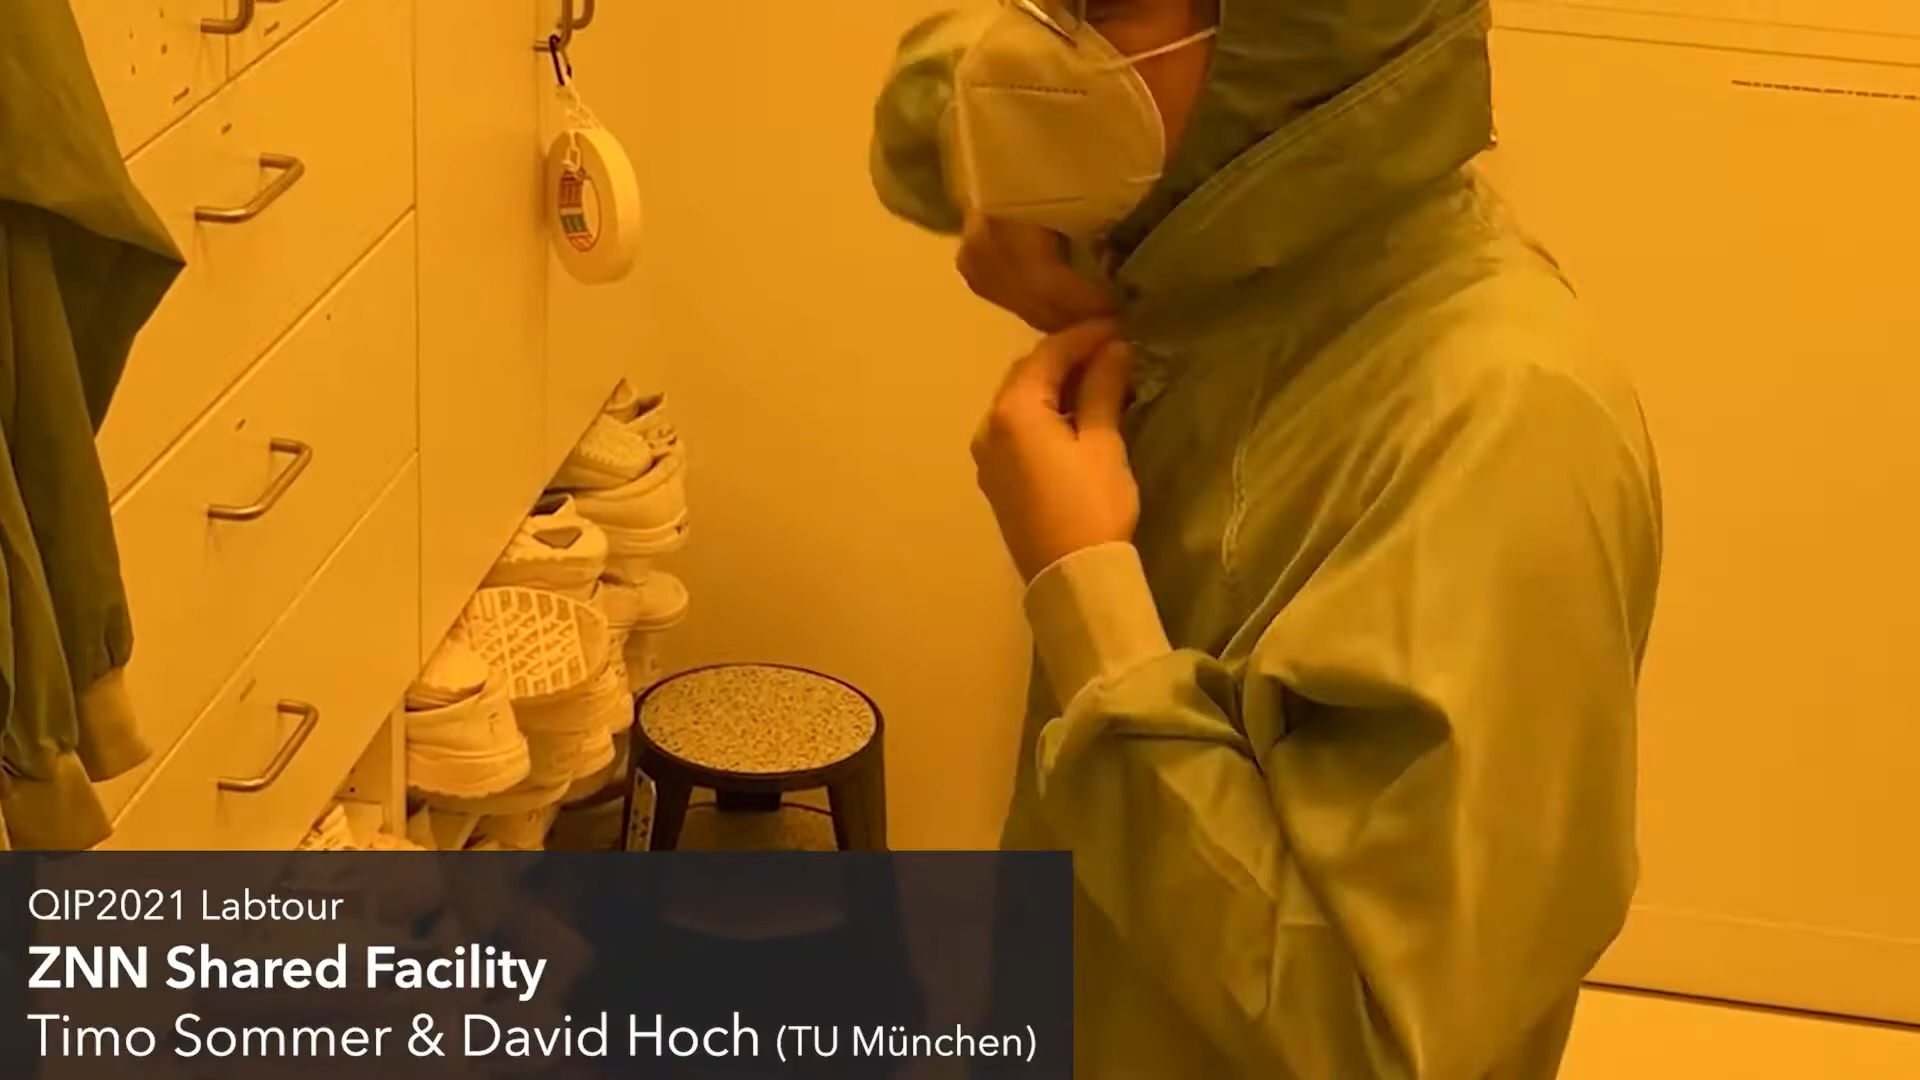 QIP2021 Labtour
ZNN Shared Facility
Timo Sommer & David Hoch (TU München)